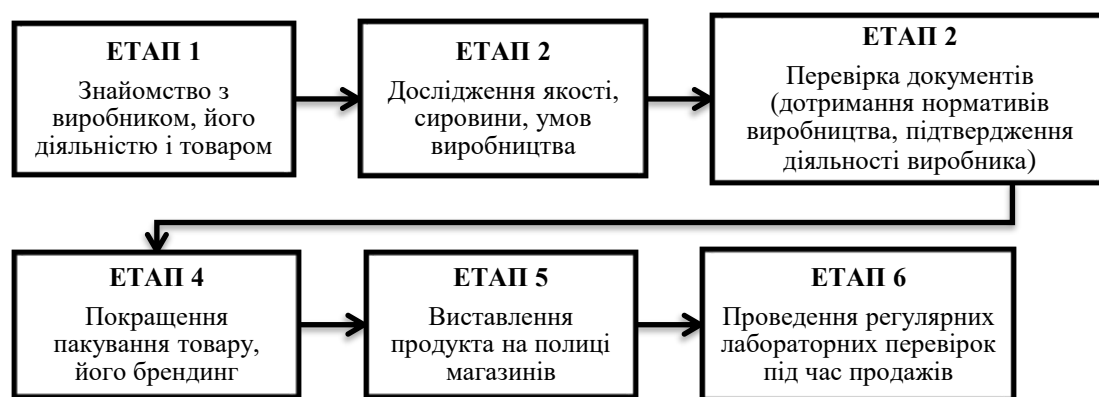 ЕТАП 1
Знайомство з
виробником, його
діяльністю і товаром
ЕТАП 2
Дослідження якості,
сировини, умов
виробництва
ЕТАП 2
Перевірка документів
(дотримання нормативів
виробництва, підтвердження
діяльності виробника)
ЕТАП 4
Покращення
пакування товару,
його брендинг
ЕТАП 5
Виставлення
продукта на полиці
магазинів
ЕТАП 6
Проведення регулярних
лабораторних перевірок
під час продажів